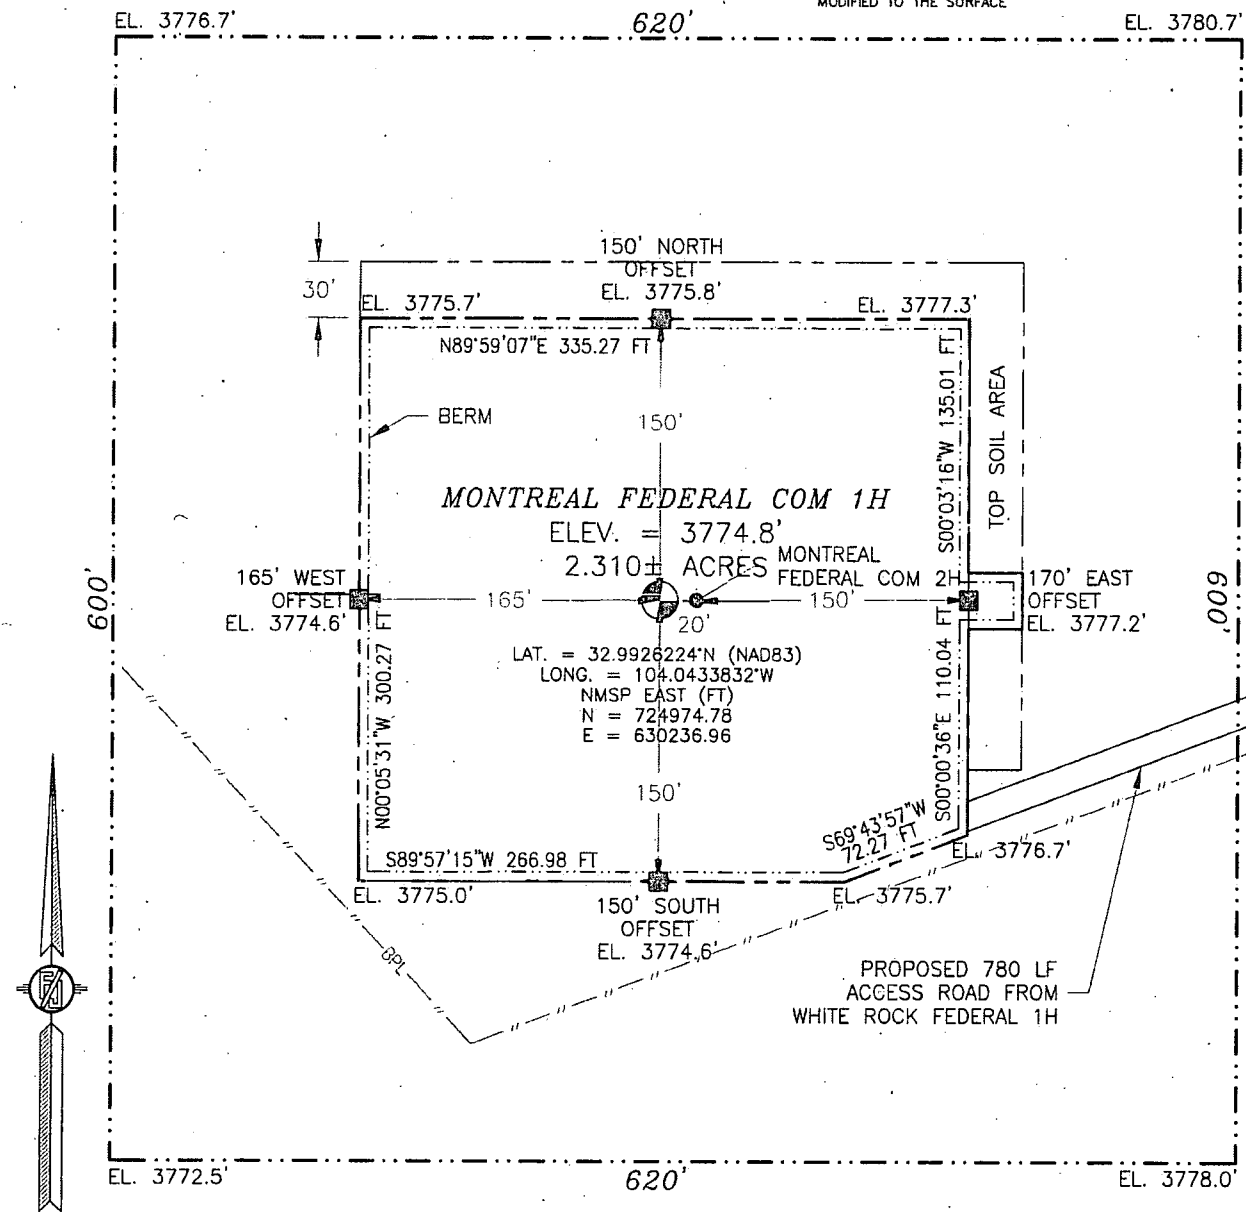 MODIFIED TO THE SURFACE
EL. 3776.7'
620'
EL. 3780.7'
150' NORTH
OFFSET
EL. 3775.8'
30'
EL. 3775.7'
EL. 3777.3'
N89°59'07"E 335.27 FT
BERM
150'
S00°03'16"W 135.01 FT
TOP SOIL AREA
MONTREAL FEDERAL COM 1H
ELEV. = 3774.8'
2.310± ACRES
MONTREAL
FEDERAL COM 2H
165' WEST
OFFSET
EL. 3774.6'
165'
150'
20'
170' EAST
OFFSET
EL. 3777.2'
600'
600'
LAT. = 32.9926224°N (NAD83)
LONG. = 104.0433832°W
NMSP EAST (FT)
N = 724974.78
E = 630236.96
N00°05'31"W 300.27 FT
S00°00'36"E 110.04 FT
150'
S69°43'57"W
72.27 FT
S89°57'15"W 266.98 FT
EL. 3776.7'
EL. 3775.0'
EL. 3775.7'
150' SOUTH
OFFSET
EL. 3774.6'
BPL
PROPOSED 780 LF
ACCESS ROAD FROM
WHITE ROCK FEDERAL 1H
EL. 3772.5'
620'
EL. 3778.0'